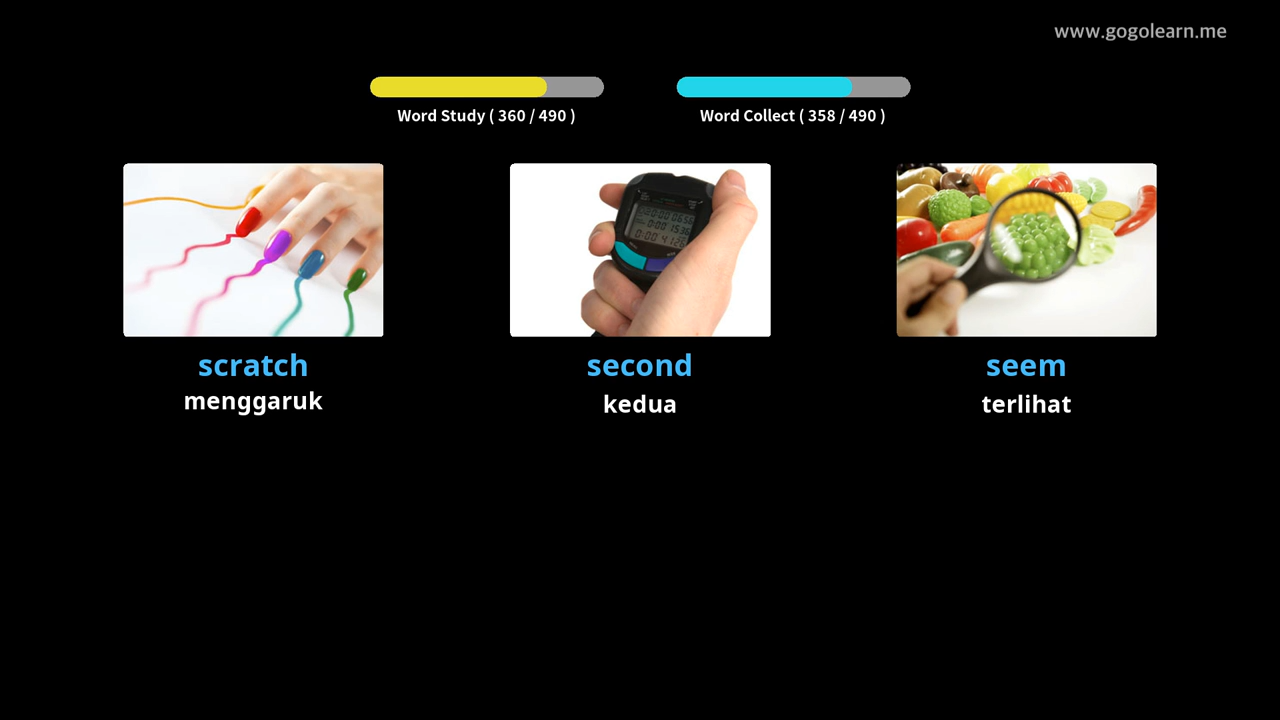 www.gogolearn.me
Word Study ( 360 / 490 )
Word Collect ( 358 / 490 )
scratch
menggaruk
second
kedua
seem
terlihat